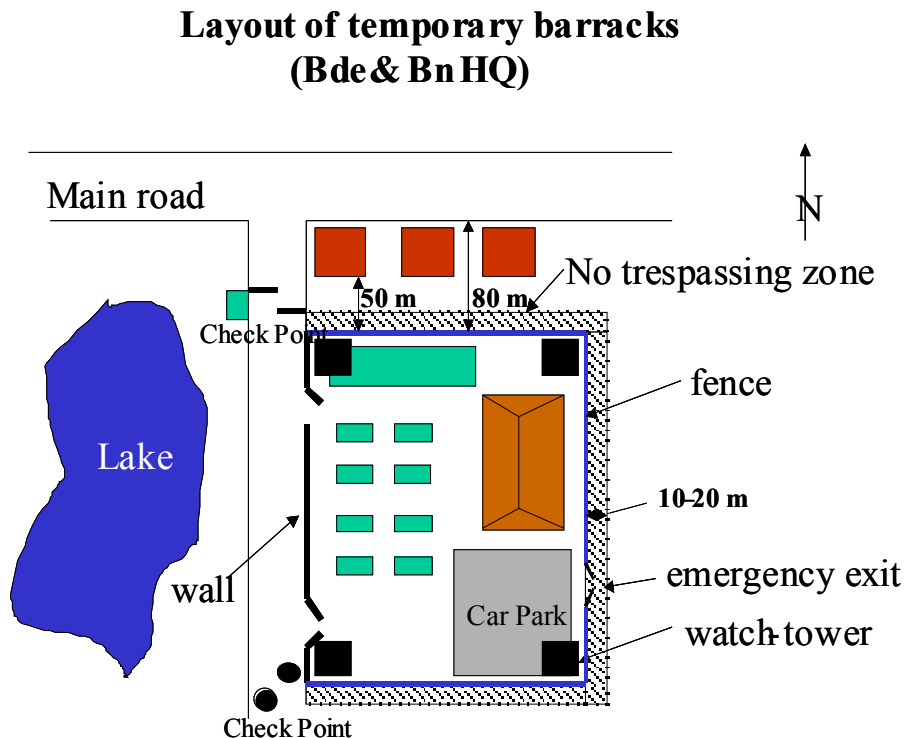 Layout of temporary barracks
(Bde & Bn HQ)
Main road
N
No trespassing zone
50 m
80 m
Check Point
fence
Lake
10-20 m
wall
emergency exit
Car Park
watch-tower
Check Point